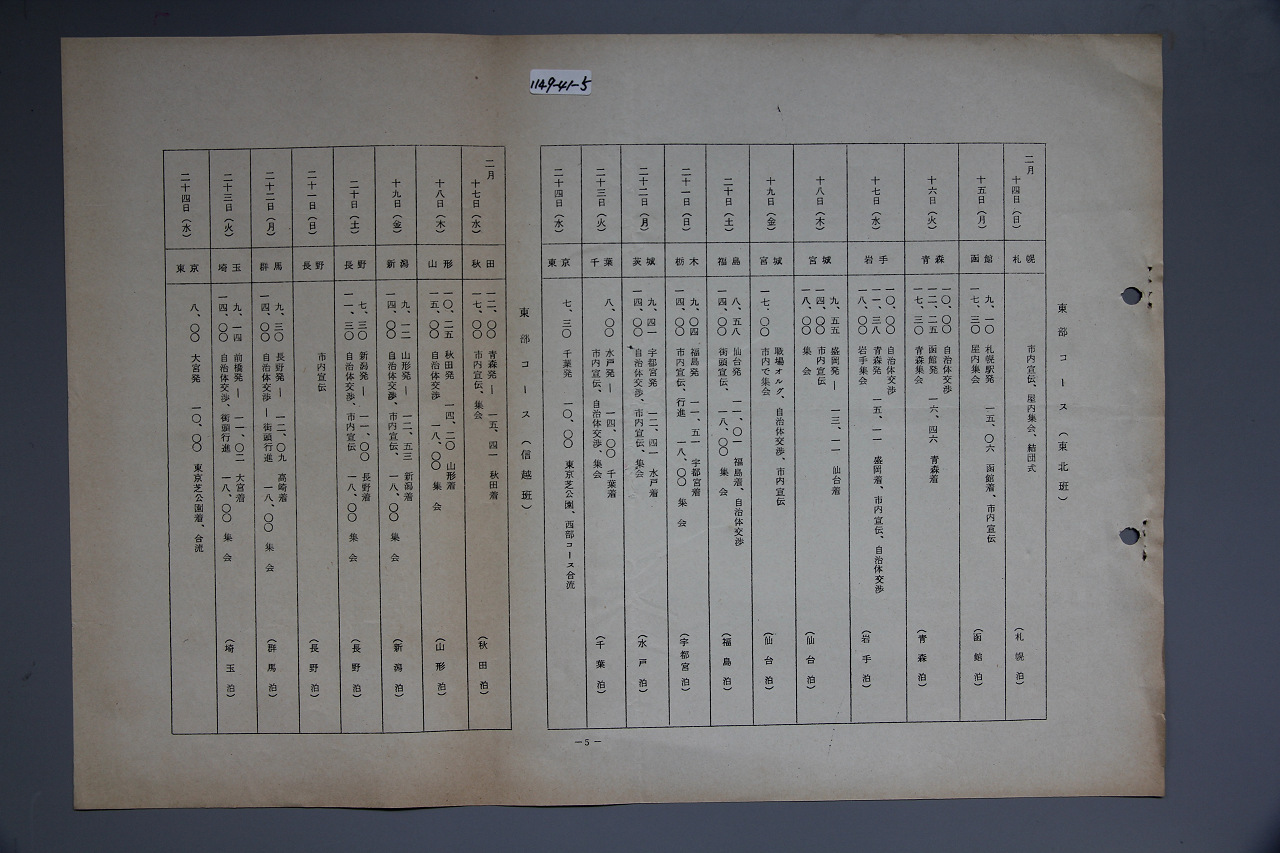 1149-41-5
東部コース（東北班）
二月 十四日（日） 札幌 市内宣伝、屋内集会、結団式 （札幌泊）
十五日（月） 函館 九、一〇 札幌駅発 一五、〇六 函館着、市内宣伝
一七、三〇 屋内集会 （函館泊）
十六日（火） 青森 一〇、〇〇 自治体交渉
一二、二五 函館発 一六、四六 青森着
一七、三〇 青森集会 （青森泊）
十七日（水） 岩手 一〇、〇〇 自治体交渉
一一、三八 青森発 一五、一一 盛岡着、市内宣伝、自治体交渉
一八、〇〇 岩手集会 （岩手泊）
十八日（木） 宮城 九、五五 盛岡発― 一三、一一 仙台着
一四、〇〇 市内宣伝
一八、〇〇 集会 （仙台泊）
十九日（金） 宮城 職場オルグ、自治体交渉、市内宣伝
一七、〇〇 市内で集会 （仙台泊）
二十日（土） 福島 八、五八 仙台発 一一、〇一 福島着、自治体交渉
一四、〇〇 街頭宣伝、 一八、〇〇 集会 （福島泊）
二十一日（日） 栃木 九、〇四 福島発 一一、五一 宇都宮着
一四、〇〇 市内宣伝、行進 一八、〇〇 集会 （宇都宮泊）
二十二日（月） 茨城 九、四一 宇都宮発― 一二、四一 水戸着
一四、〇〇 自治体交渉、市内宣伝、集会 （水戸泊）
二十三日（火） 千葉 八、〇〇 水戸発― 一四、〇〇 千葉着
市内宣伝、自治体交渉、集会 （千葉泊）
二十四日（水） 東京 七、三〇 千葉発 一〇、〇〇 東京芝公園、西部コース合流
東部コース（信越班）
二月 十七日（水） 秋田 一二、〇〇 青森発― 一五、四一 秋田着
一七、〇〇 市内宣伝、集会 （秋田泊）
十八日（木） 山形 一〇、二五 秋田発 一四、二〇 山形着
一五、〇〇 自治体交渉 一八、〇〇 集会 （山形泊）
十九日（金） 新潟 九、一二 山形発― 一二、五三 新潟着
一四、〇〇 自治体交渉、市内宣伝、 一八、〇〇 集会 （新潟泊）
二十日（土） 長野 七、三〇 新潟発― 一一、〇〇 長野着
一一、三〇 自治体交渉、市内宣伝、 一八、〇〇 集会 （長野泊）
二十一日（日） 長野 市内宣伝 （長野泊）
二十二日（月） 群馬 九、三〇 長野発― 一二、〇九 高崎着
一四、〇〇 自治体交渉―街頭行進 一八、〇〇 集会 （群馬泊）
二十三日（火） 埼玉 九、一四 前橋発― 一一、〇二 大宮着
一四、〇〇 自治体交渉、街頭行進 一八、〇〇 集会 （埼玉泊）
二十四日（水） 東京 八、〇〇 大宮発 一〇、〇〇 東京芝公園着、合流
―5―